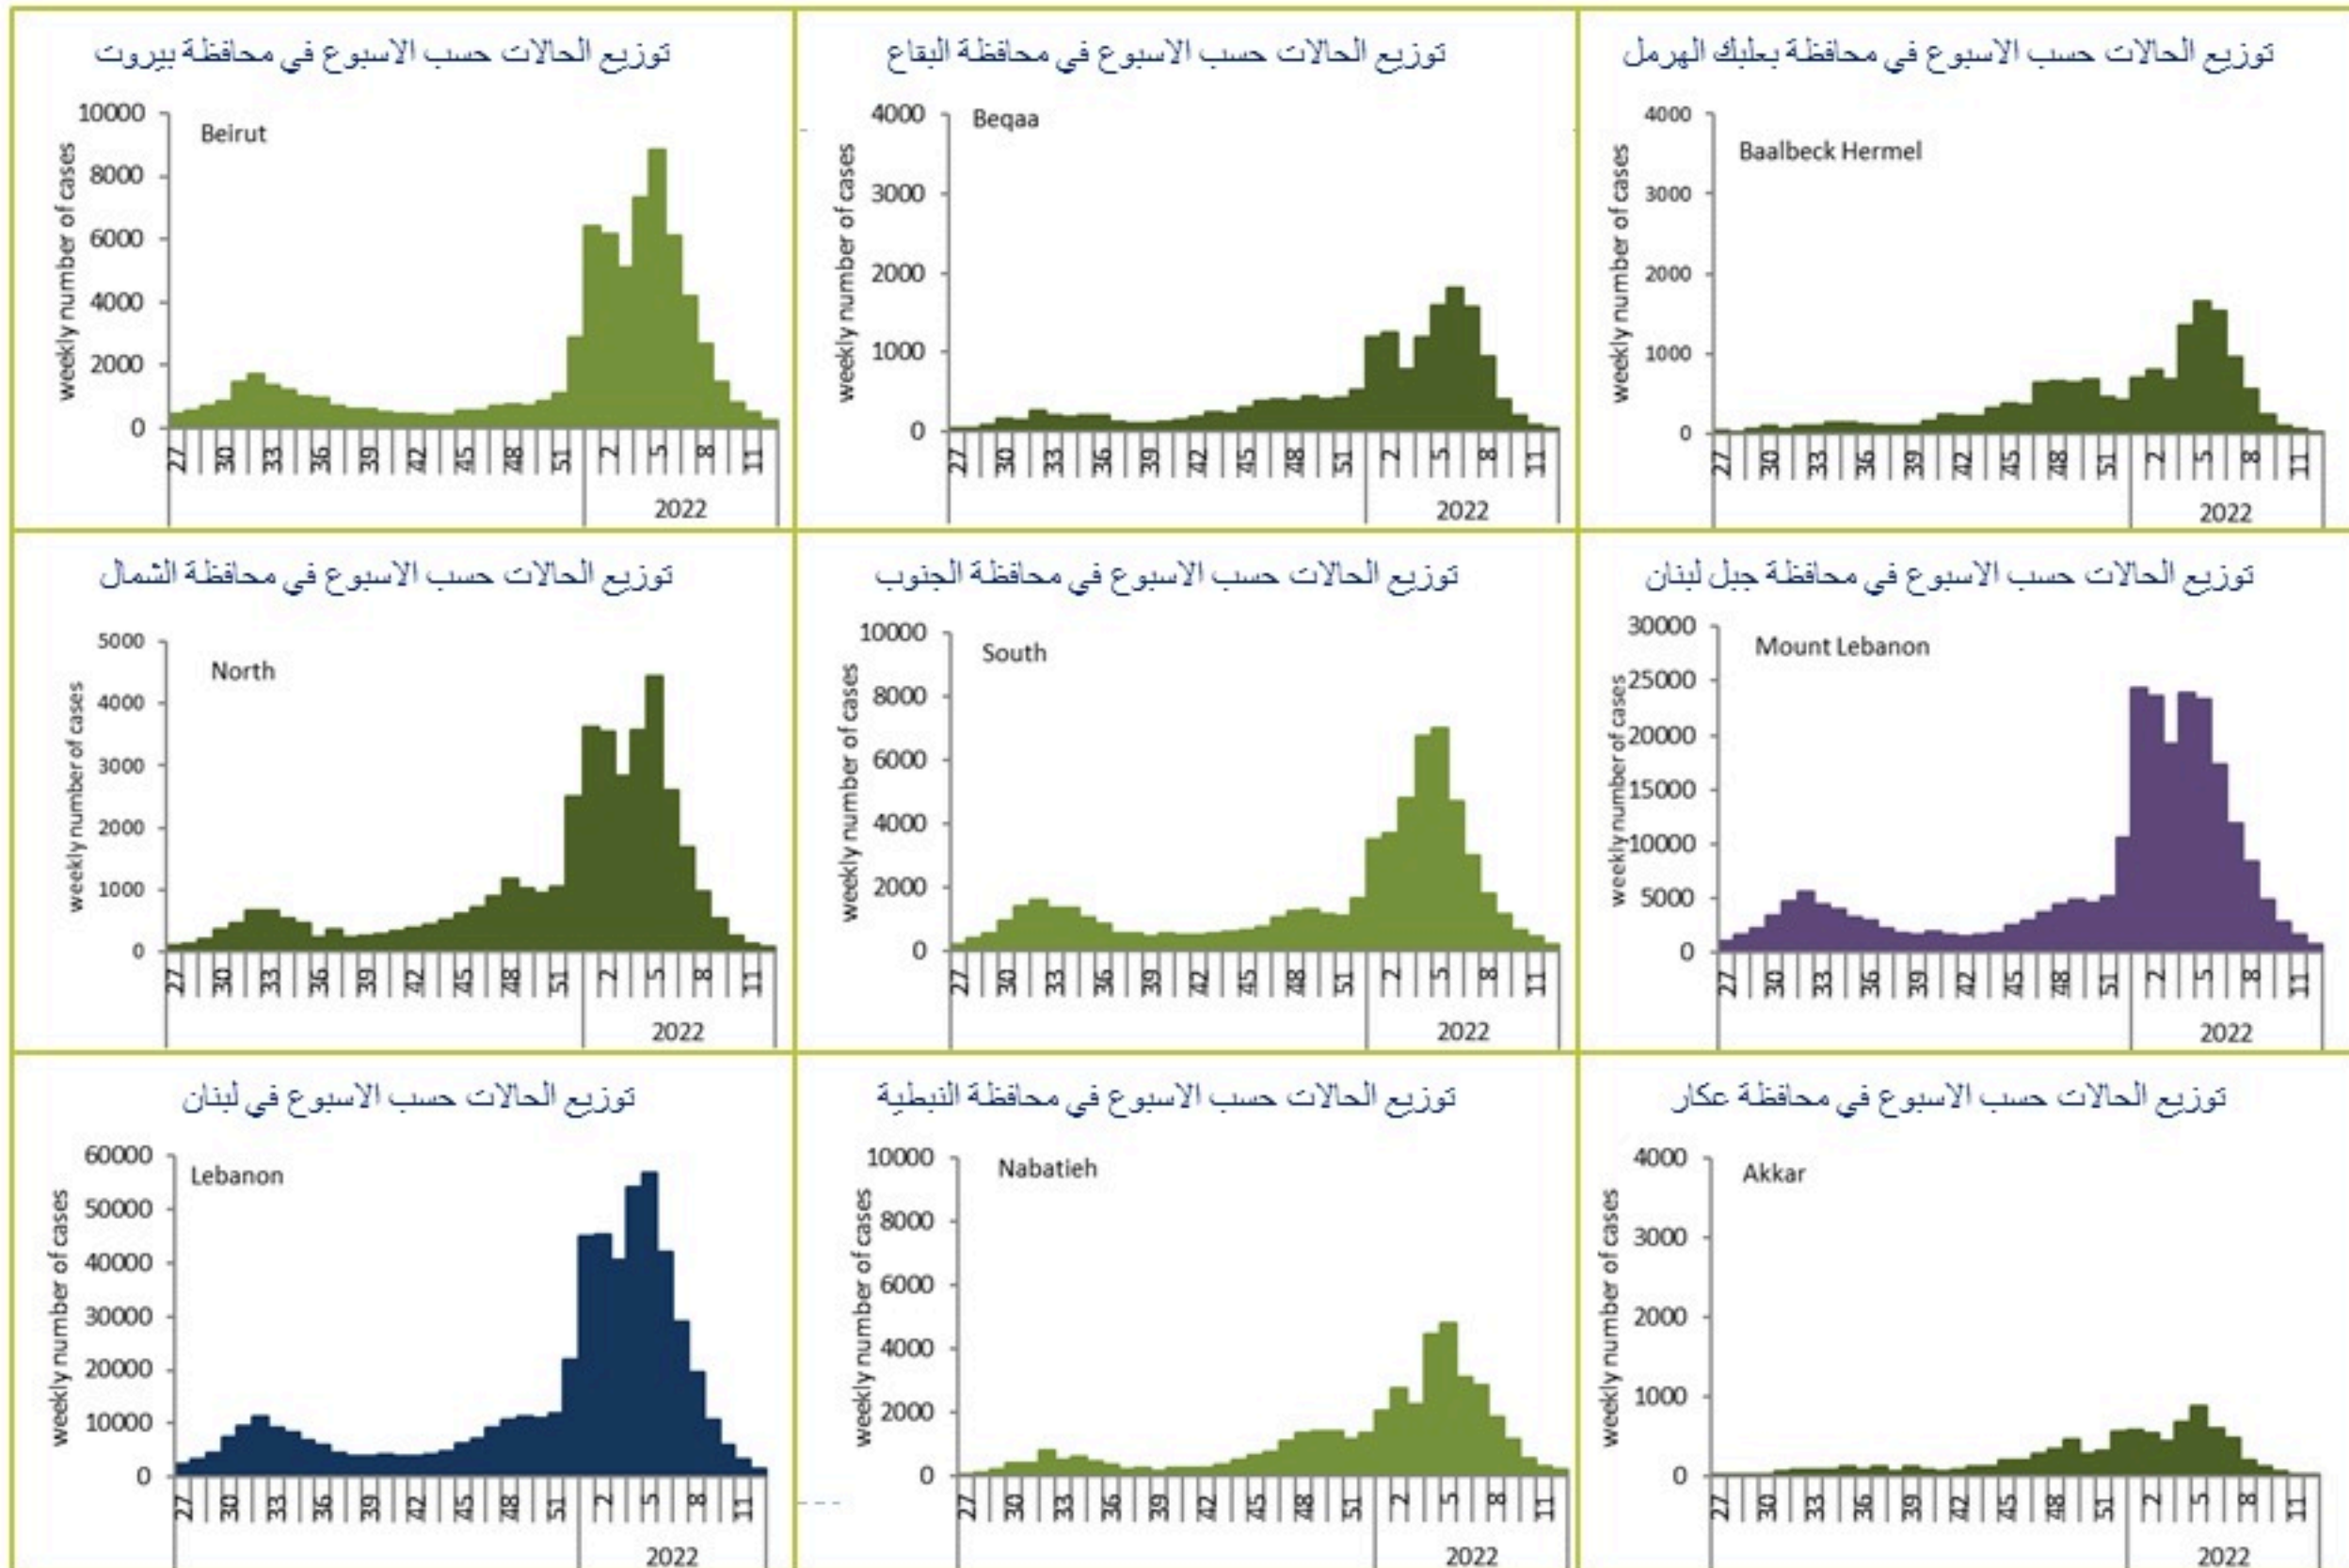 توزيع الحالات حسب الاسبوع في محافظة بيروت
10000
8000
6000
4000
2000
0
weekly number of cases
Beirut
27 30 33 36 39 42 45 48 51 2 5 8 11
2022
توزيع الحالات حسب الاسبوع في محافظة البقاع
4000
3000
2000
1000
0
weekly number of cases
Beqaa
27 30 33 36 39 42 45 48 51 2 5 8 11
2022
توزيع الحالات حسب الاسبوع في محافظة بعلبك الهرمل
4000
3000
2000
1000
0
weekly number of cases
Baalbeck Hermel
27 30 33 36 39 42 45 48 51 2 5 8 11
2022
توزيع الحالات حسب الاسبوع في محافظة الشمال
5000
4000
3000
2000
1000
0
weekly number of cases
North
27 30 33 36 39 42 45 48 51 2 5 8 11
2022
توزيع الحالات حسب الاسبوع في محافظة الجنوب
10000
8000
6000
4000
2000
0
weekly number of cases
South
27 30 33 36 39 42 45 48 51 2 5 8 11
2022
توزيع الحالات حسب الاسبوع في محافظة جبل لبنان
30000
25000
20000
15000
10000
5000
0
weekly number of cases
Mount Lebanon
27 30 33 36 39 42 45 48 51 2 5 8 11
2022
توزيع الحالات حسب الاسبوع في لبنان
60000
50000
40000
30000
20000
10000
0
weekly number of cases
Lebanon
27 30 33 36 39 42 45 48 51 2 5 8 11
2022
توزيع الحالات حسب الاسبوع في محافظة النبطية
10000
8000
6000
4000
2000
0
weekly number of cases
Nabatieh
27 30 33 36 39 42 45 48 51 2 5 8 11
2022
توزيع الحالات حسب الاسبوع في محافظة عكار
4000
3000
2000
1000
0
weekly number of cases
Akkar
27 30 33 36 39 42 45 48 51 2 5 8 11
2022